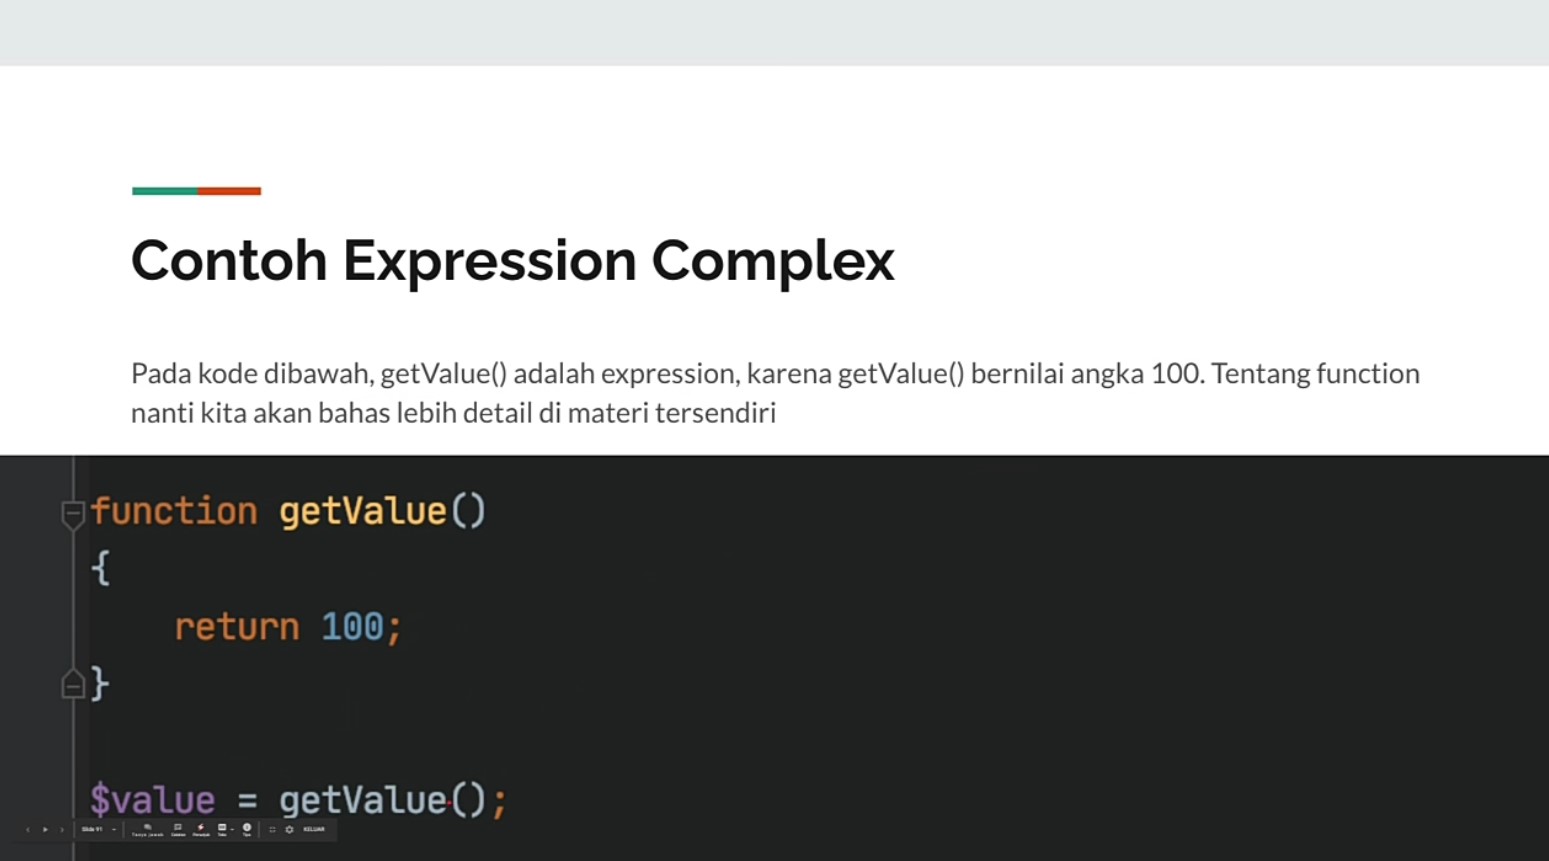 Contoh Expression Complex
Pada kode dibawah, getValue() adalah expression, karena getValue() bernilai angka 100. Tentang function
nanti kita akan bahas lebih detail di materi tersendiri
function getValue()
{
    return 100;
}
$value = getValue();
Slide 91 KELUAR